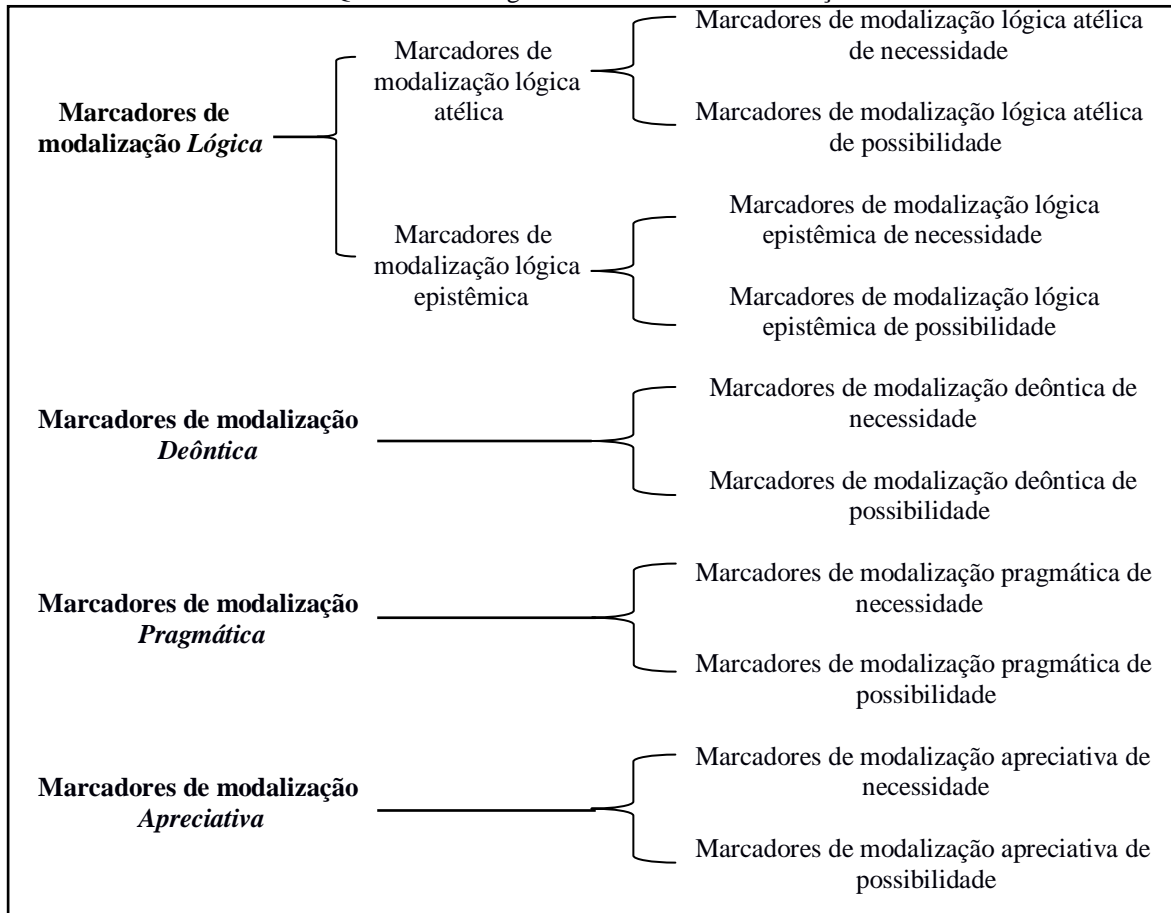 Marcadores de
modalização Lógica
Marcadores de
modalização lógica
atélica
Marcadores de modalização lógica atélica
de necessidade
Marcadores de modalização lógica atélica
de possibilidade
Marcadores de
modalização lógica
epistêmica
Marcadores de modalização lógica
epistêmica de necessidade
Marcadores de modalização lógica
epistêmica de possibilidade
Marcadores de modalização
Deôntica
Marcadores de modalização deôntica de
necessidade
Marcadores de modalização deôntica de
possibilidade
Marcadores de modalização
Pragmática
Marcadores de modalização pragmática de
necessidade
Marcadores de modalização pragmática de
possibilidade
Marcadores de modalização
Apreciativa
Marcadores de modalização apreciativa de
necessidade
Marcadores de modalização apreciativa de
possibilidade